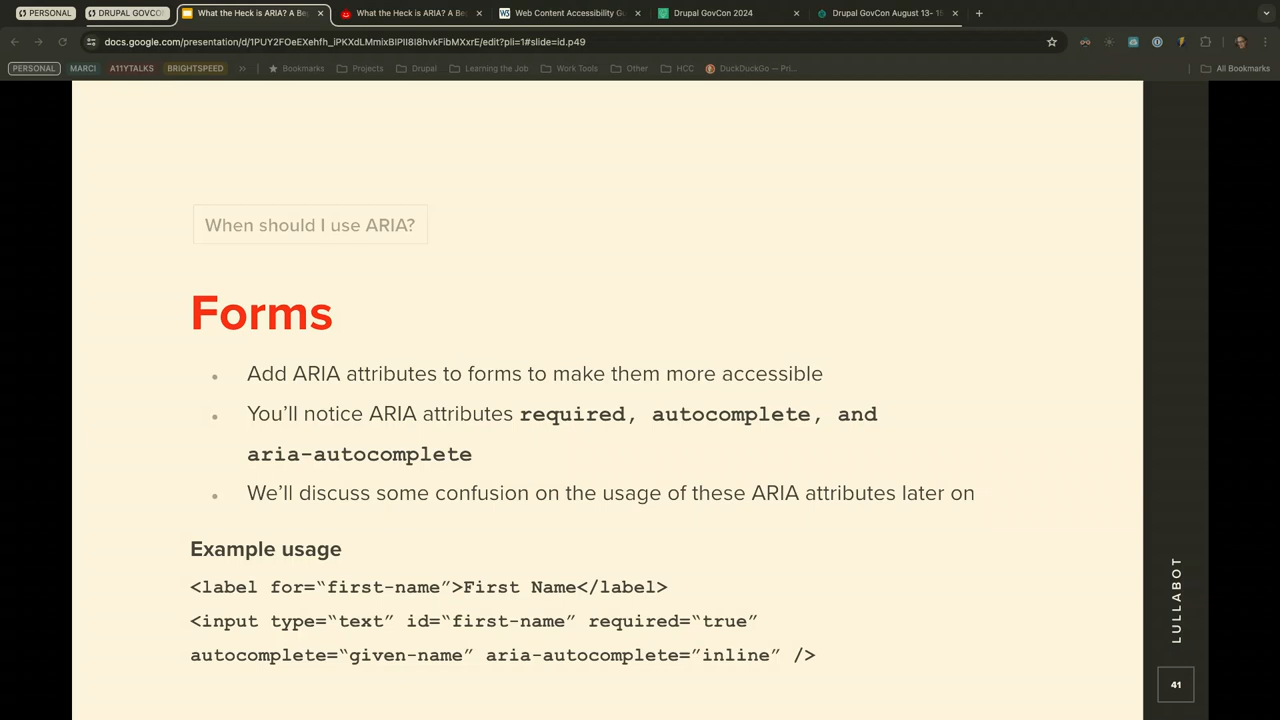 PERSONAL
DRUPAL GOVCO
What the Heck is ARIA? A Be
What the Heck is ARIA? A Be
Web Content Accessibility Gu
Drupal GovCon 2024
Drupal GovCon August 13- 15
docs.google.com/presentation/d/1PUY2FOeEXehfh_iPKXdLMmixBIPII8I8hvkFibMXxrE/edit?pli=1#slide=id.p49
PERSONAL
MARCI
A11YTALKS
BRIGHTSPEED
»
Bookmarks
Projects
Drupal
Learning the Job
Work Tools
Other
HCC
DuckDuckGo — Pri...
All Bookmarks
When should I use ARIA?
Forms
• Add ARIA attributes to forms to make them more accessible
• You’ll notice ARIA attributes required, autocomplete, and
aria-autocomplete
• We’ll discuss some confusion on the usage of these ARIA attributes later on
Example usage
<label for=“first-name”>First Name</label>
<input type=“text” id=“first-name” required=“true”
autocomplete=“given-name” aria-autocomplete=”inline” />
LULLABOT
41